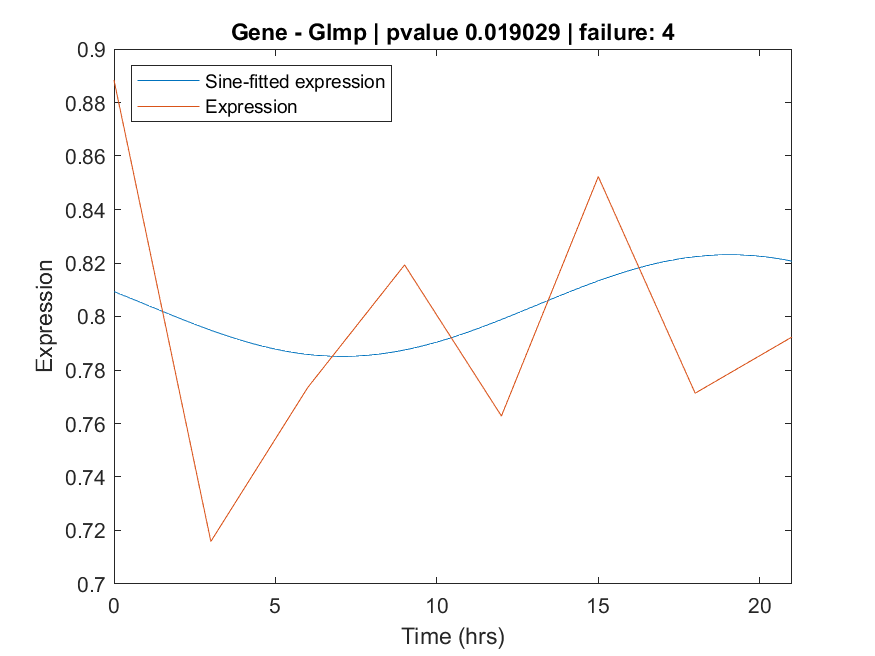 Gene - Glmp | pvalue 0.019029 | failure: 4
Sine-fitted expression
Expression
0.9
0.88
0.86
0.84
0.82
0.8
0.78
0.76
0.74
0.72
0.7
Expression
0 5 10 15 20
Time (hrs)